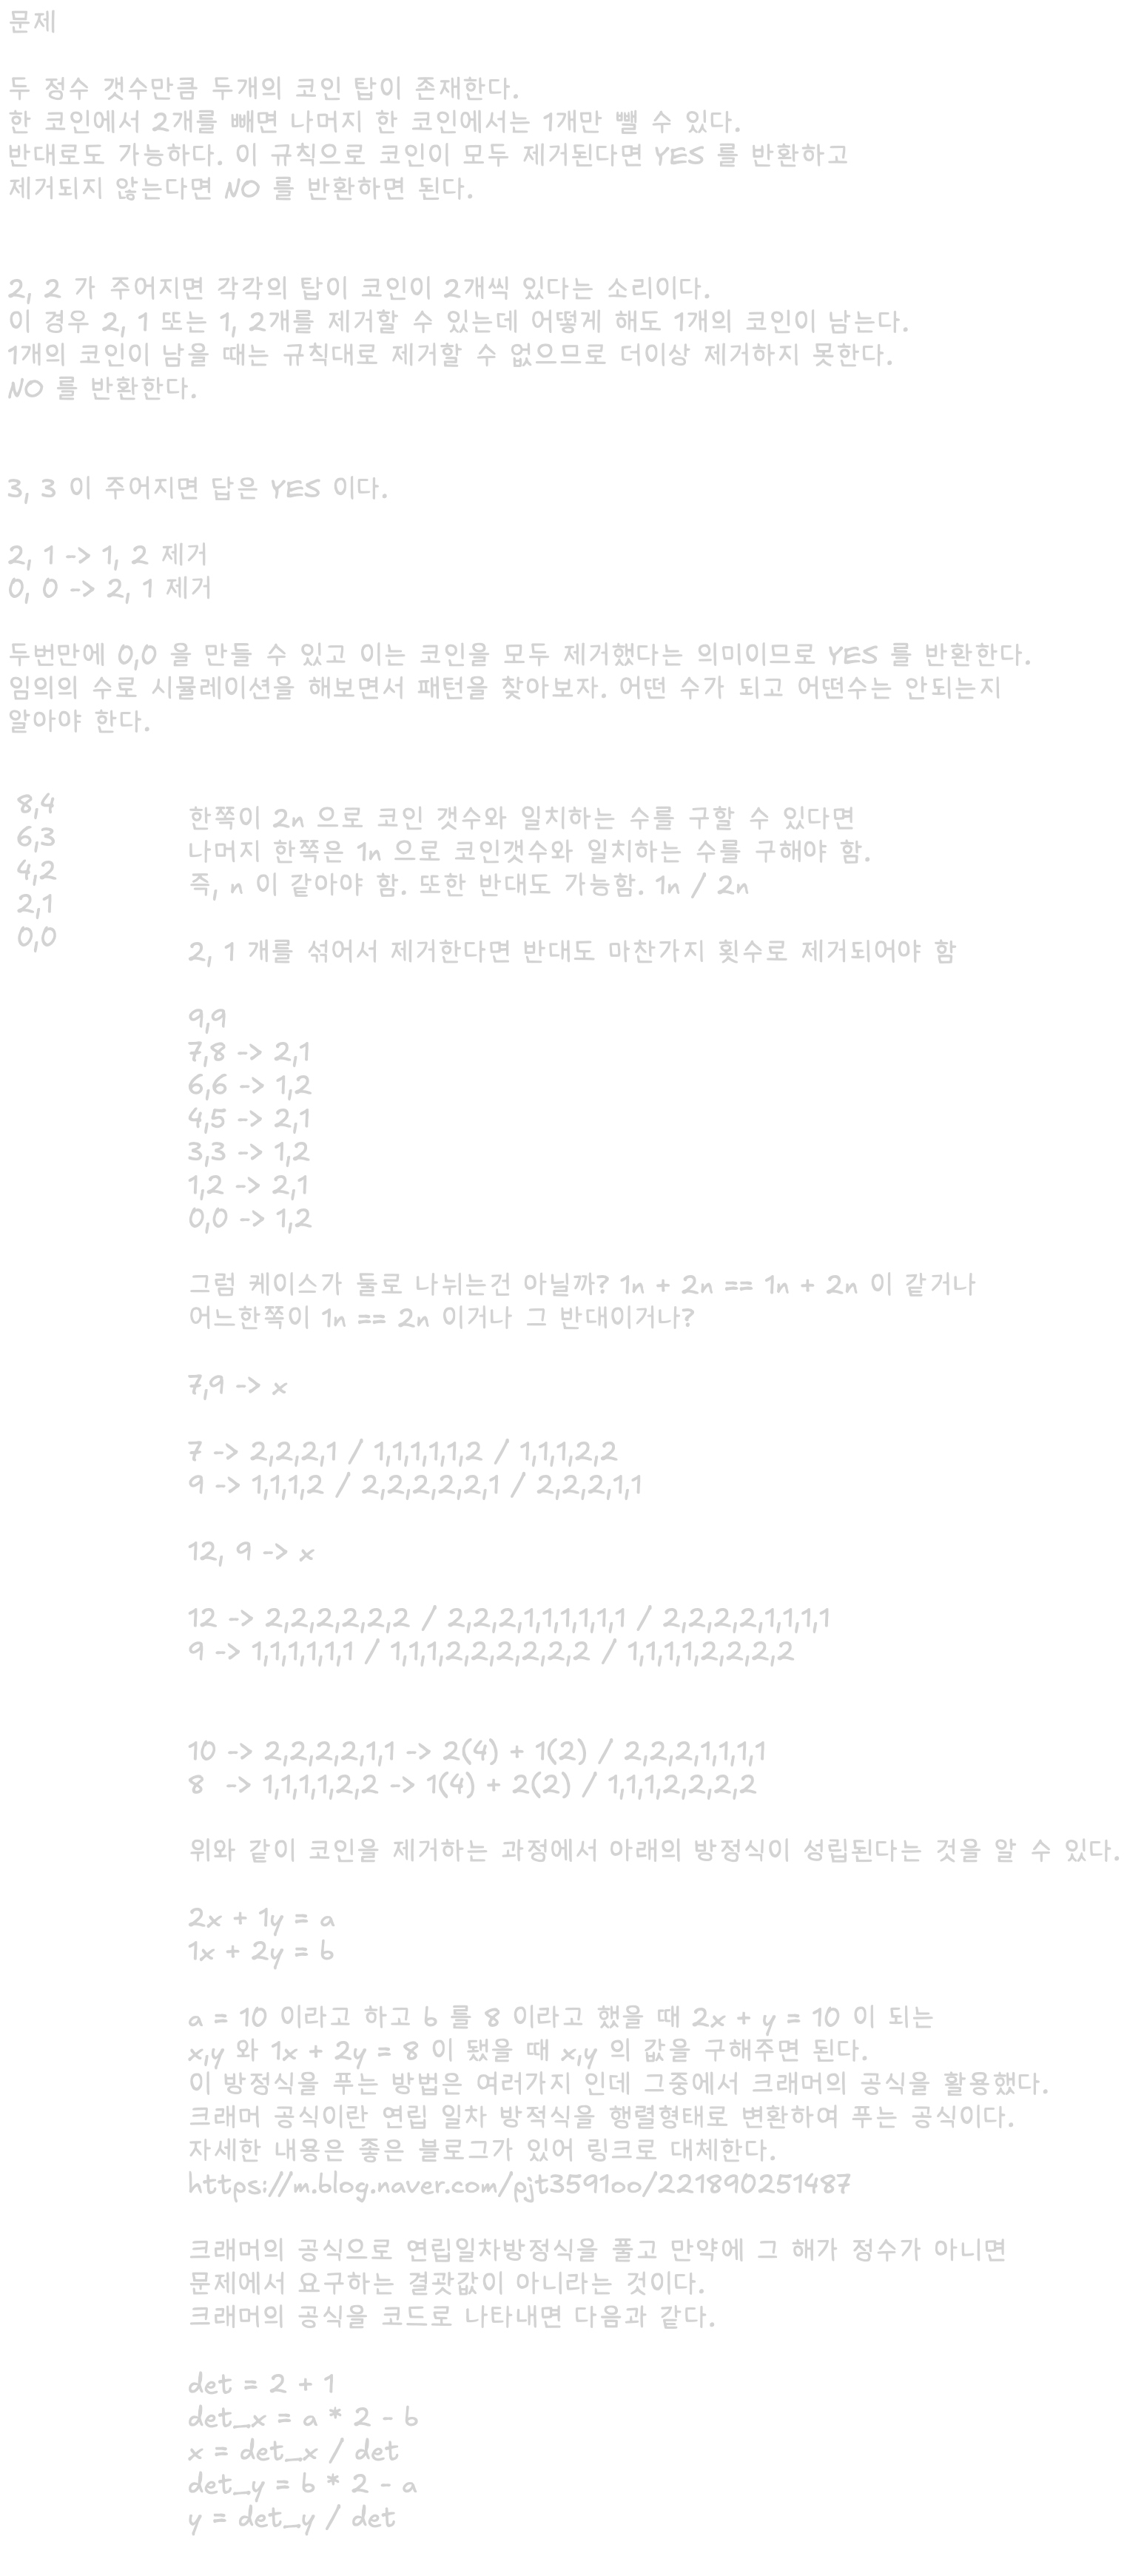 문제
두 정수 갯수만큼 두개의 코인 탑이 존재한다.
한 코인에서 2개를 빼면 나머지 한 코인에서는 1개만 뺄 수 있다.
반대로도 가능하다. 이 규칙으로 코인이 모두 제거된다면 YES 를 반환하고
제거되지 않는다면 NO 를 반환하면 된다.
2, 2 가 주어지면 각각의 탑이 코인이 2개씩 있다는 소리이다.
이 경우 2, 1 또는 1, 2개를 제거할 수 있는데 어떻게 해도 1개의 코인이 남는다.
1개의 코인이 남을 때는 규칙대로 제거할 수 없으므로 더이상 제거하지 못한다.
NO 를 반환한다.
3, 3 이 주어지면 답은 YES 이다.
2, 1 -> 1, 2 제거
0, 0 -> 2, 1 제거
두번만에 0,0 을 만들 수 있고 이는 코인을 모두 제거했다는 의미이므로 YES 를 반환한다.
임의의 수로 시뮬레이션을 해보면서 패턴을 찾아보자. 어떤 수가 되고 어떤수는 안되는지
알아야 한다.
8,4
6,3
4,2
2,1
0,0
한쪽이 2n 으로 코인 갯수와 일치하는 수를 구할 수 있다면
나머지 한쪽은 1n 으로 코인갯수와 일치하는 수를 구해야 함.
즉, n 이 같아야 함. 또한 반대도 가능함. 1n / 2n
2, 1 개를 섞어서 제거한다면 반대도 마찬가지 횟수로 제거되어야 함
9,9
7,8 -> 2,1
6,6 -> 1,2
4,5 -> 2,1
3,3 -> 1,2
1,2 -> 2,1
0,0 -> 1,2
그럼 케이스가 둘로 나뉘는건 아닐까? 1n + 2n == 1n + 2n 이 같거나
어느한쪽이 1n == 2n 이거나 그 반대이거나?
7,9 -> x
7 -> 2,2,2,1 / 1,1,1,1,1,2 / 1,1,1,2,2
9 -> 1,1,1,2 / 2,2,2,2,2,1 / 2,2,2,1,1
12, 9 -> x
12 -> 2,2,2,2,2,2 / 2,2,2,1,1,1,1,1,1 / 2,2,2,2,1,1,1,1
9 -> 1,1,1,1,1,1 / 1,1,1,2,2,2,2,2,2 / 1,1,1,1,2,2,2,2
10 -> 2,2,2,2,1,1 -> 2(4) + 1(2) / 2,2,2,1,1,1,1
8 -> 1,1,1,1,2,2 -> 1(4) + 2(2) / 1,1,1,2,2,2,2
위와 같이 코인을 제거하는 과정에서 아래의 방정식이 성립된다는 것을 알 수 있다.
2x + 1y = a
1x + 2y = b
a = 10 이라고 하고 b 를 8 이라고 했을 때 2x + y = 10 이 되는
x,y 와 1x + 2y = 8 이 됐을 때 x,y 의 값을 구해주면 된다.
이 방정식을 푸는 방법은 여러가지 인데 그중에서 크래머의 공식을 활용했다.
크래머 공식이란 연립 일차 방적식을 행렬형태로 변환하여 푸는 공식이다.
자세한 내용은 좋은 블로그가 있어 링크로 대체한다.
https://m.blog.naver.com/pjt3591oo/221890251487
크래머의 공식으로 연립일차방정식을 풀고 만약에 그 해가 정수가 아니면
문제에서 요구하는 결괏값이 아니라는 것이다.
크래머의 공식을 코드로 나타내면 다음과 같다.
det = 2 + 1
det_x = a * 2 - b
x = det_x / det
det_y = b * 2 - a
y = det_y / det